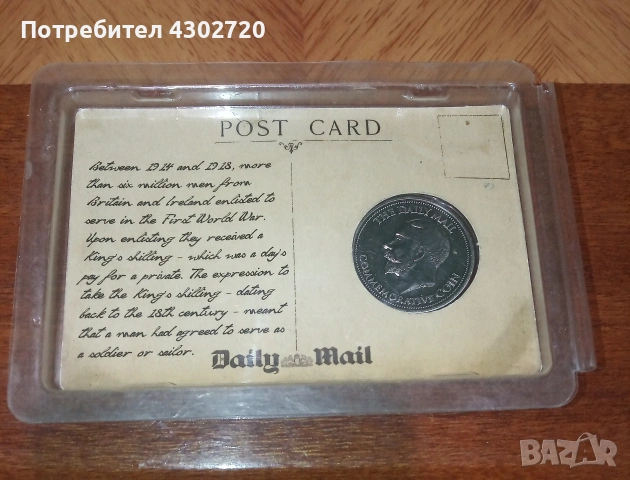 Потребител 4302720
POST CARD
Between 1914 and 1918, more
than six million men from
Britain and Ireland enlisted to
serve in the First World War.
Upon enlisting they received a
King's shilling - which was a day's
pay for a private. The expression to
take the King's shilling - dating
back to the 18th century - meant
that a man had agreed to serve as
a soldier or sailor.
Daily Mail
THE DAILY MAIL
COMMEMORATIVE COIN
BAZAR